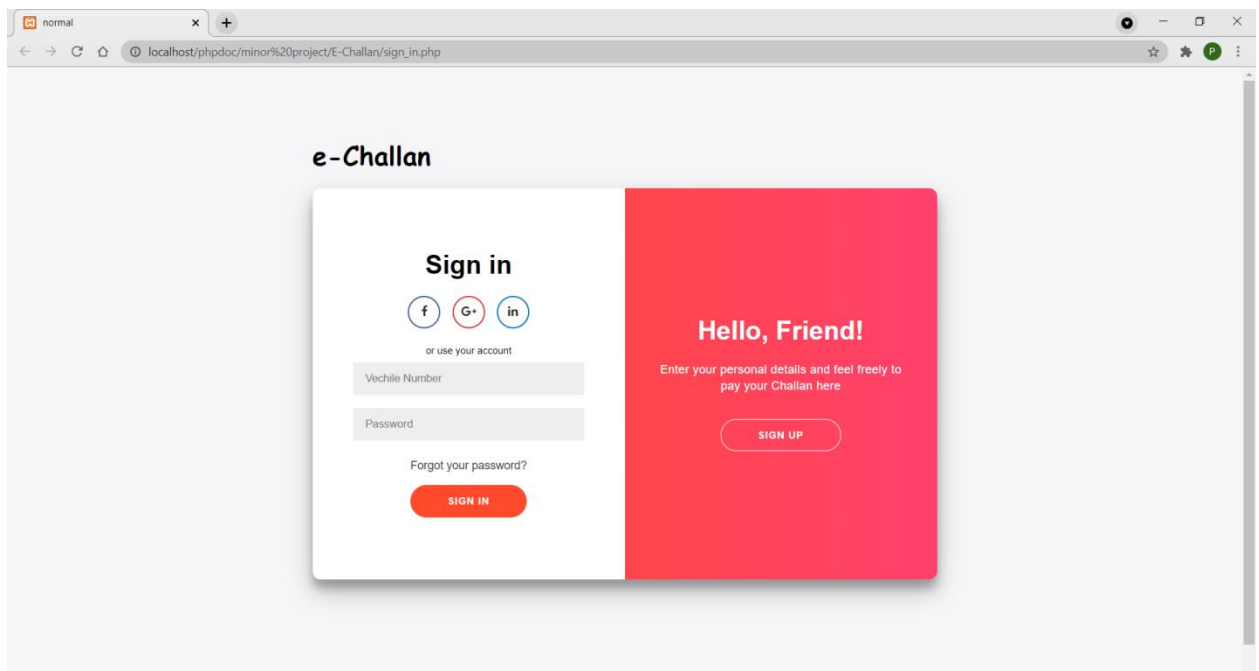 normal
localhost/phpdoc/minor%20project/E-Challan/sign_in.php
P
e-Challan
Sign in
f
G+
in
or use your account
Vechile Number
Password
Forgot your password?
SIGN IN
Hello, Friend!
Enter your personal details and feel freely to
pay your Challan here
SIGN UP